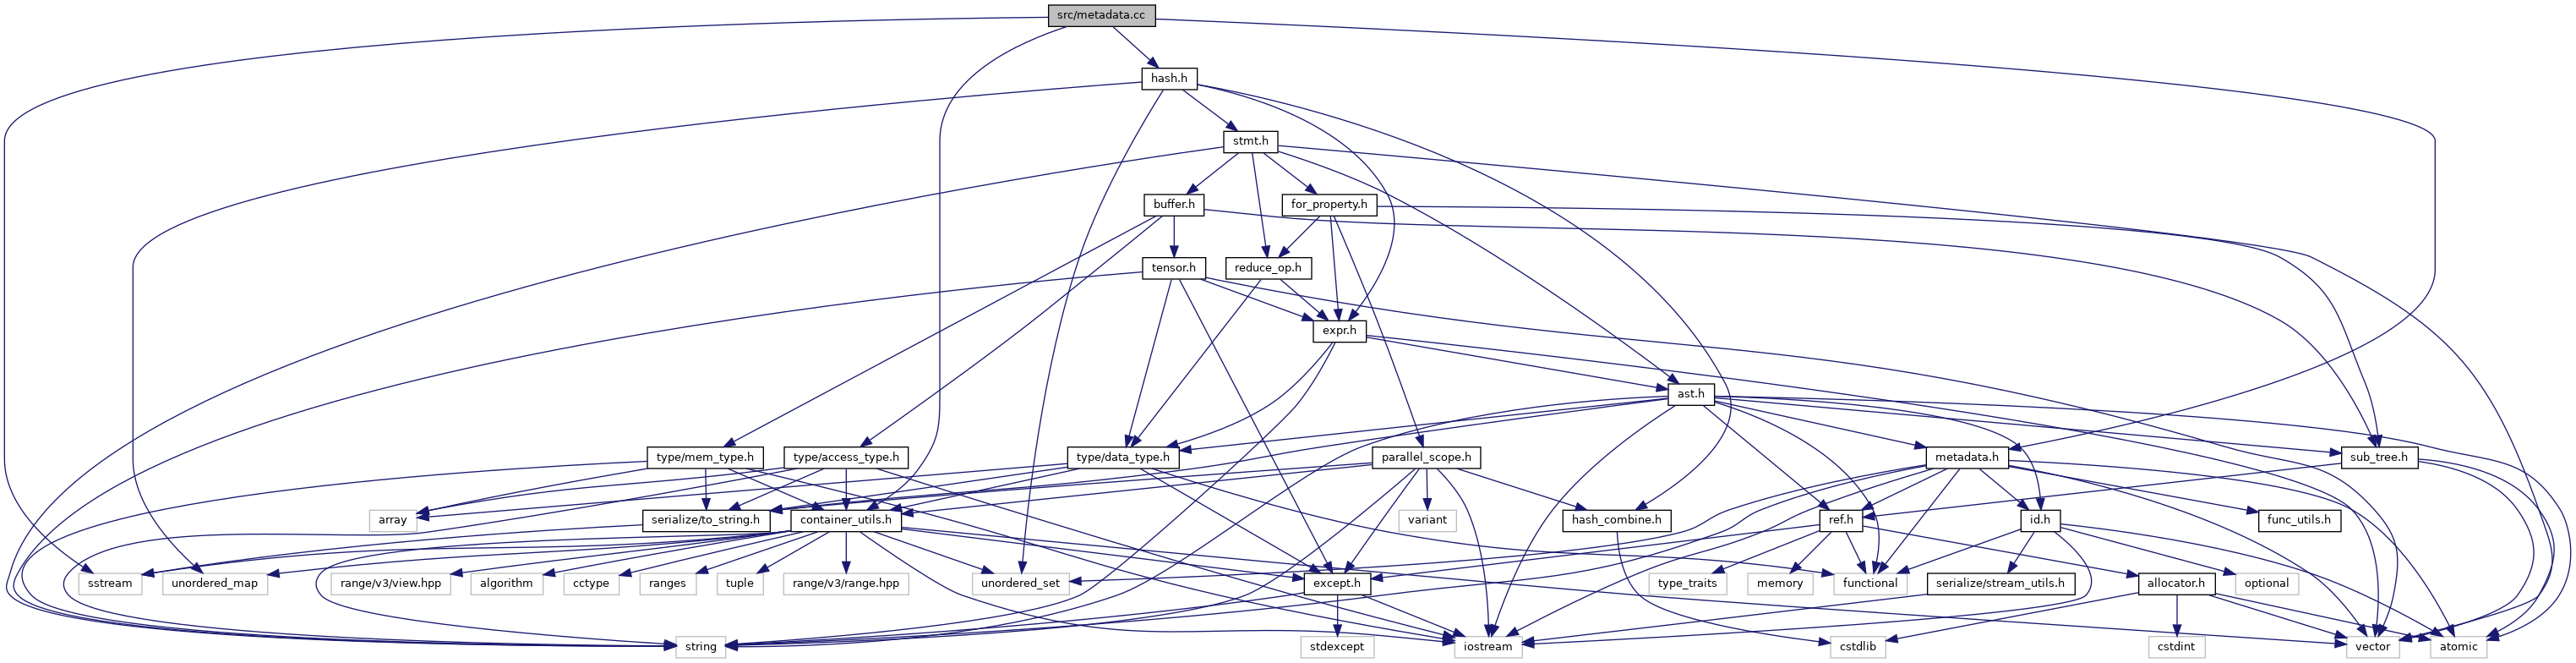 src/metadata.cc
hash.h
stmt.h
buffer.h
for_property.h
tensor.h
reduce_op.h
expr.h
ast.h
type/mem_type.h
type/access_type.h
type/data_type.h
parallel_scope.h
metadata.h
sub_tree.h
array
serialize/to_string.h
container_utils.h
variant
hash_combine.h
ref.h
id.h
func_utils.h
sstream
unordered_map
range/v3/view.hpp
algorithm
cctype
ranges
tuple
range/v3/range.hpp
unordered_set
except.h
type_traits
memory
functional
serialize/stream_utils.h
allocator.h
optional
string
stdexcept
iostream
cstdlib
cstdint
vector
atomic